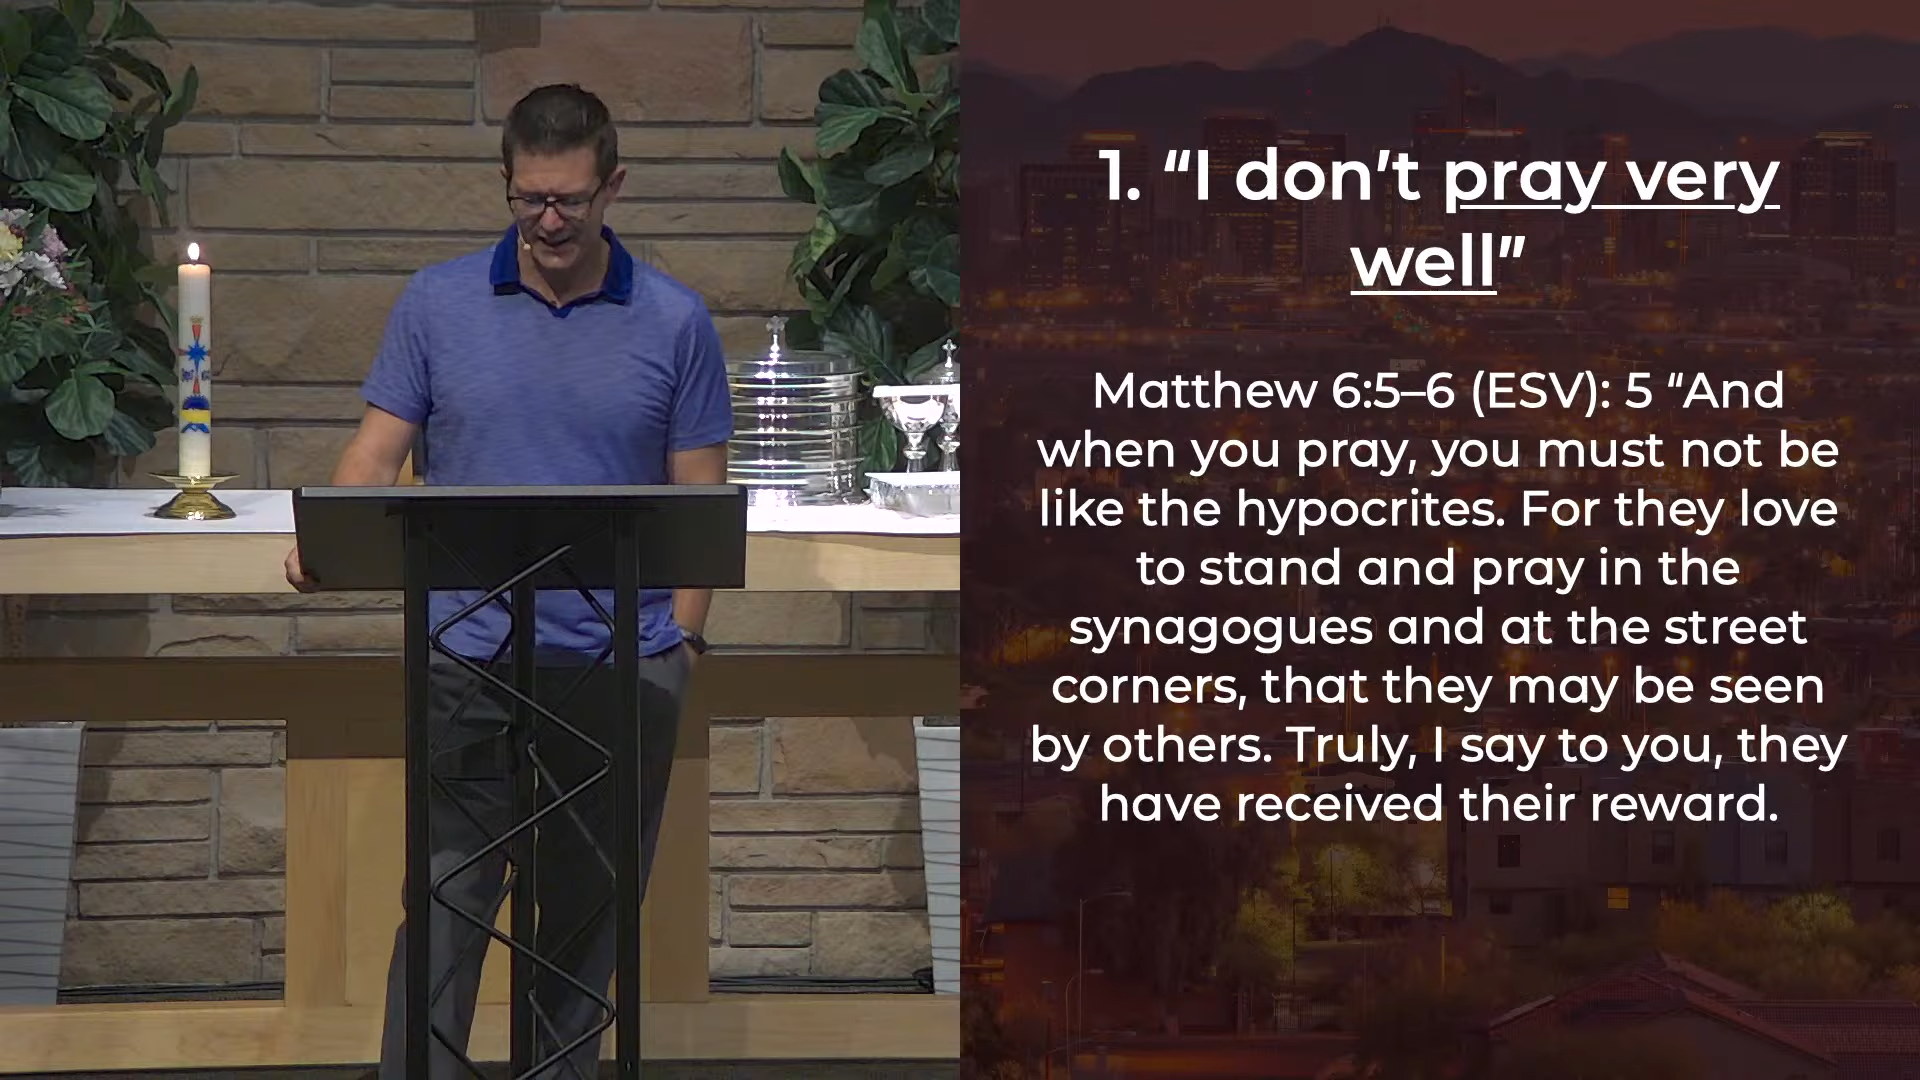 1. “I don’t pray very
well”
Matthew 6:5–6 (ESV): 5 “And
when you pray, you must not be
like the hypocrites. For they love
to stand and pray in the
synagogues and at the street
corners, that they may be seen
by others. Truly, I say to you, they
have received their reward.